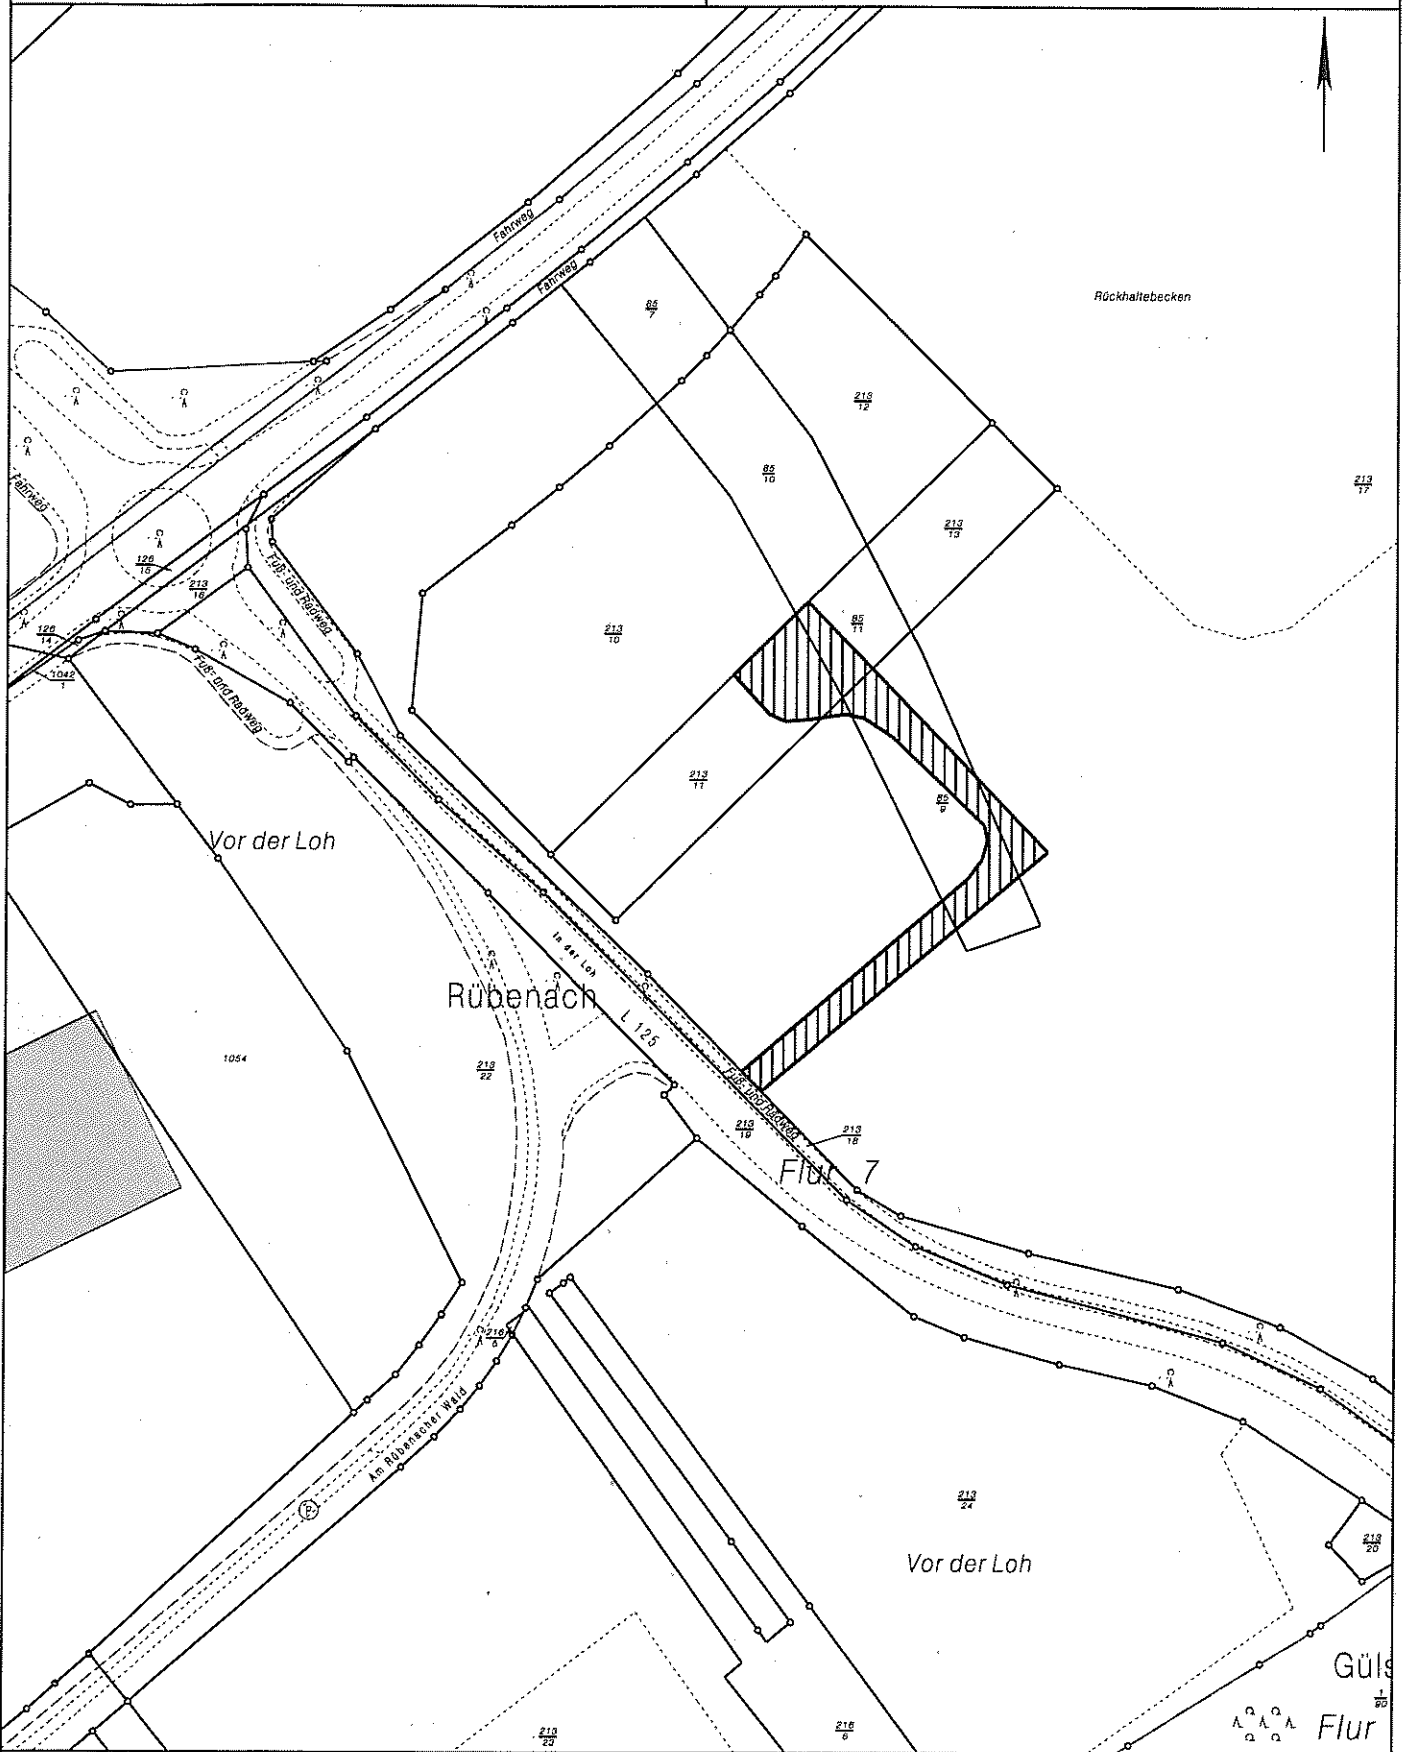 Fahrweg
Fahrweg
85/7
Rückhaltebecken
213/12
85/10
213/17
Fahrweg
213/13
126/15
213/16
Fuß- und Radweg
126/14
213/10
85/11
1042/1
Fuß- und Radweg
213/11
85/9
Vor der Loh
In der Loh
Rübenach
L 125
1054
213/22
Fuß- und Radweg
213/19
213/18
Flur 7
Am Rübenacher Wald
P
213/24
213/20
Vor der Loh
Güls
1/90
Flur
213/23
216/6